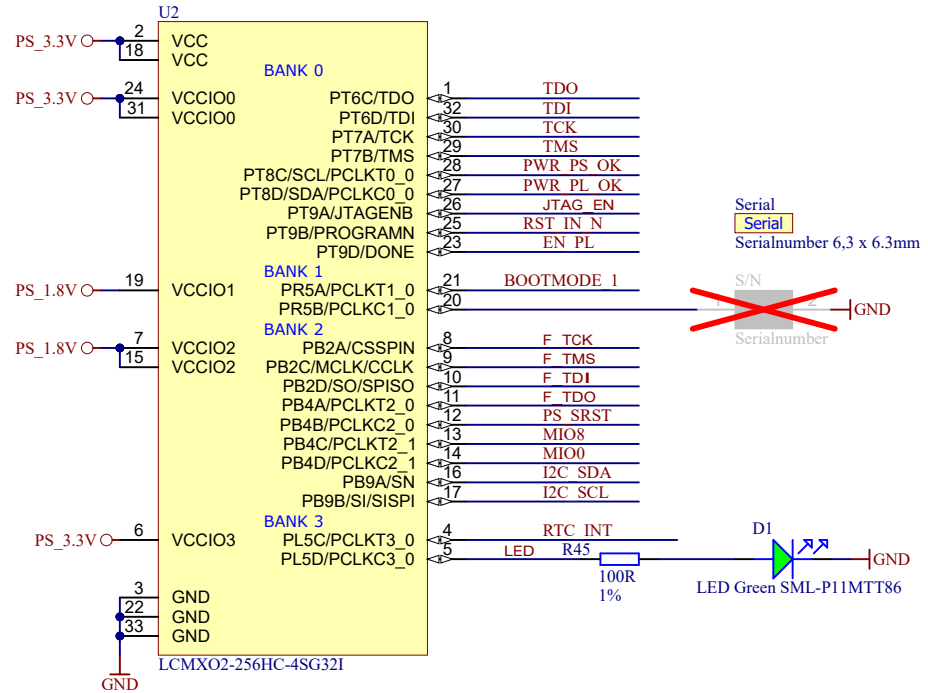 U2
PS_3.3V 2 VCC
18 VCC
BANK 0
PS_3.3V 24 VCCIO0
31 VCCIO0
PT6C/TDO 1 TDO
PT6D/TDI 32 TDI
PT7A/TCK 30 TCK
PT7B/TMS 29 TMS
PT8C/SCL/PCLKT0_0 28 PWR_PS_OK
PT8D/SDA/PCLKC0_0 27 PWR_PL_OK
PT9A/JTAGENB 26 JTAG_EN
PT9B/PROGRAMN 25 RST_IN_N
PT9D/DONE 23 EN_PL
Serial
Serial
Serialnumber 6,3 x 6.3mm
BANK 1
PS_1.8V 19 VCCIO1 PR5A/PCLKT1_0 21 BOOTMODE_1
PR5B/PCLKC1_0 20
S/N
1 2 GND
Serialnumber
BANK 2
PS_1.8V 7 VCCIO2 PB2A/CSSPIN 8 F_TCK
15 VCCIO2 PB2C/MCLK/CCLK 9 F_TMS
PB2D/SO/SPISO 10 F_TDI
PB4A/PCLKT2_0 11 F_TDO
PB4B/PCLKC2_0 12 PS_SRST
PB4C/PCLKT2_1 13 MIO8
PB4D/PCLKC2_1 14 MIO0
PB9A/SN 16 I2C_SDA
PB9B/SI/SISPI 17 I2C_SCL
BANK 3
PS_3.3V 6 VCCIO3 PL5C/PCLKT3_0 4 RTC_INT
PL5D/PCLKC3_0 5 LED R45
100R
1%
D1
LED Green SML-P11MTT86
GND
3 GND
22 GND
33 GND
GND
LCMXO2-256HC-4SG32I